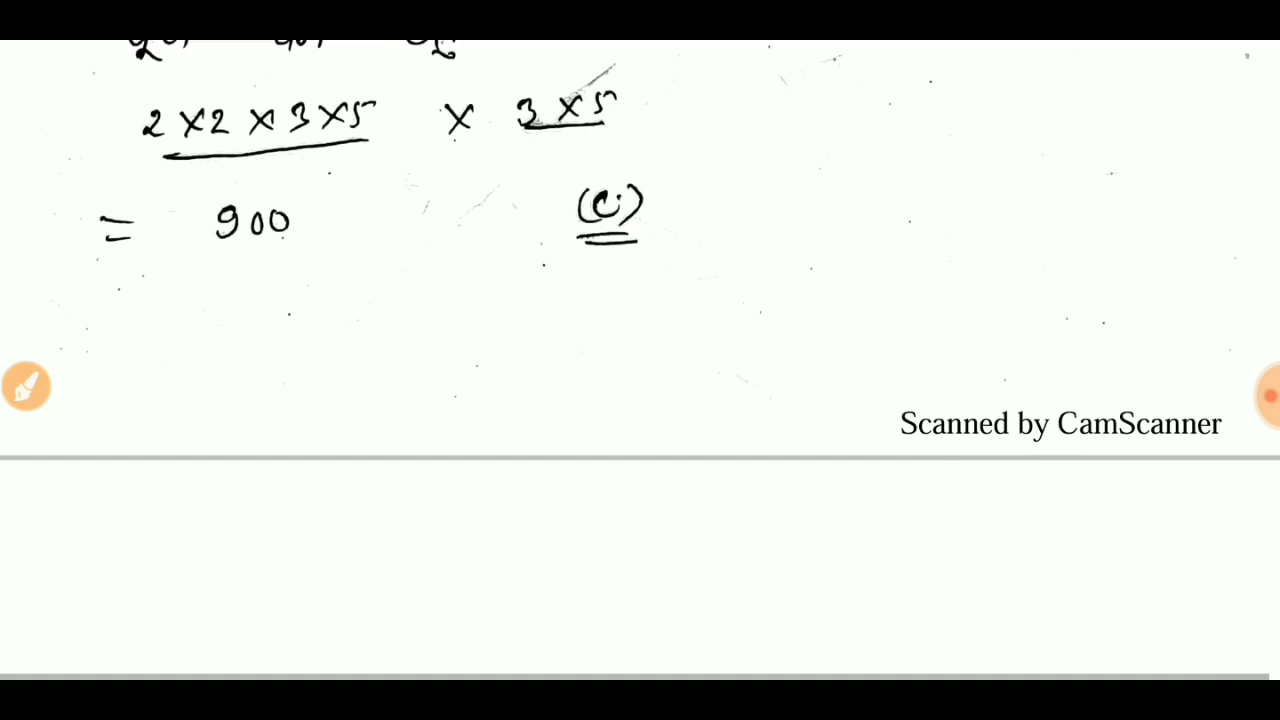 2 × 2 × 3 × 5 × 3 × 5
= 900 (C)
Scanned by CamScanner